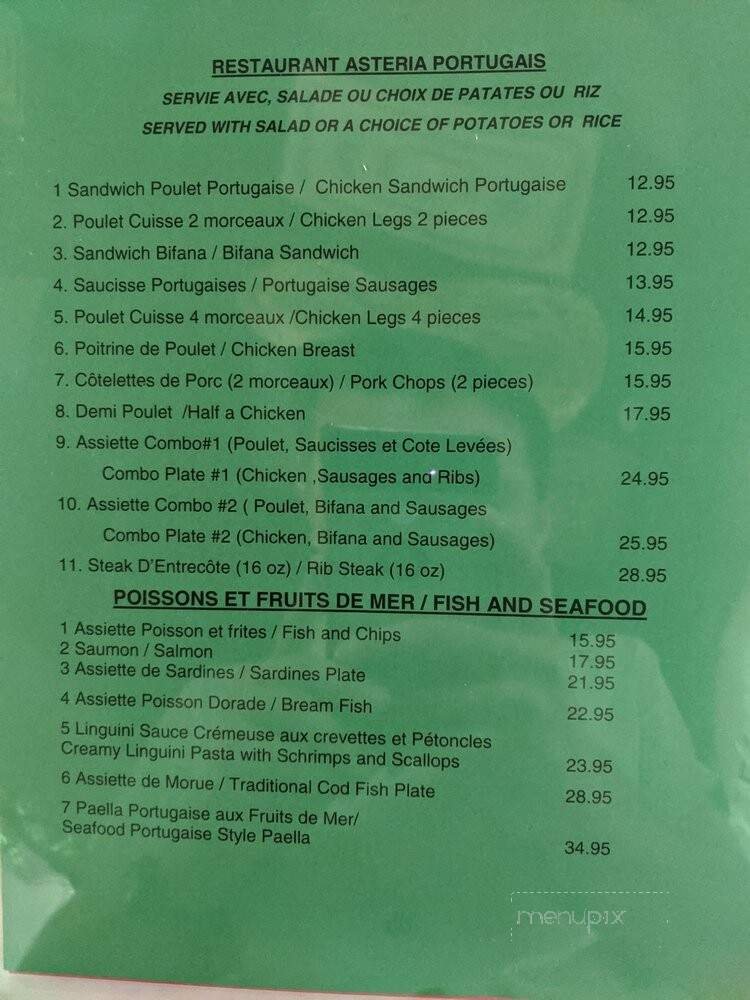 RESTAURANT ASTERIA PORTUGAIS
SERVIE AVEC, SALADE OU CHOIX DE PATATES OU RIZ
SERVED WITH SALAD OR A CHOICE OF POTATOES OR RICE
1 Sandwich Poulet Portugaise / Chicken Sandwich Portugaise 12.95
2. Poulet Cuisse 2 morceaux / Chicken Legs 2 pieces 12.95
3. Sandwich Bifana / Bifana Sandwich 12.95
4. Saucisse Portugaises / Portugaise Sausages 13.95
5. Poulet Cuisse 4 morceaux /Chicken Legs 4 pieces 14.95
6. Poitrine de Poulet / Chicken Breast 15.95
7. Côtelettes de Porc (2 morceaux) / Pork Chops (2 pieces) 15.95
8. Demi Poulet /Half a Chicken 17.95
9. Assiette Combo#1 (Poulet, Saucisses et Cote Levées)
Combo Plate #1 (Chicken ,Sausages and Ribs) 24.95
10. Assiette Combo #2 ( Poulet, Bifana and Sausages
Combo Plate #2 (Chicken, Bifana and Sausages) 25.95
11. Steak D'Entrecôte (16 oz) / Rib Steak (16 oz) 28.95
POISSONS ET FRUITS DE MER / FISH AND SEAFOOD
1 Assiette Poisson et frites / Fish and Chips 15.95
2 Saumon / Salmon 17.95
3 Assiette de Sardines / Sardines Plate 21.95
4 Assiette Poisson Dorade / Bream Fish 22.95
5 Linguini Sauce Crémeuse aux crevettes et Pétoncles
Creamy Linguini Pasta with Schrimps and Scallops 23.95
6 Assiette de Morue / Traditional Cod Fish Plate 28.95
7 Paella Portugaise aux Fruits de Mer/
Seafood Portugaise Style Paella 34.95
menupix